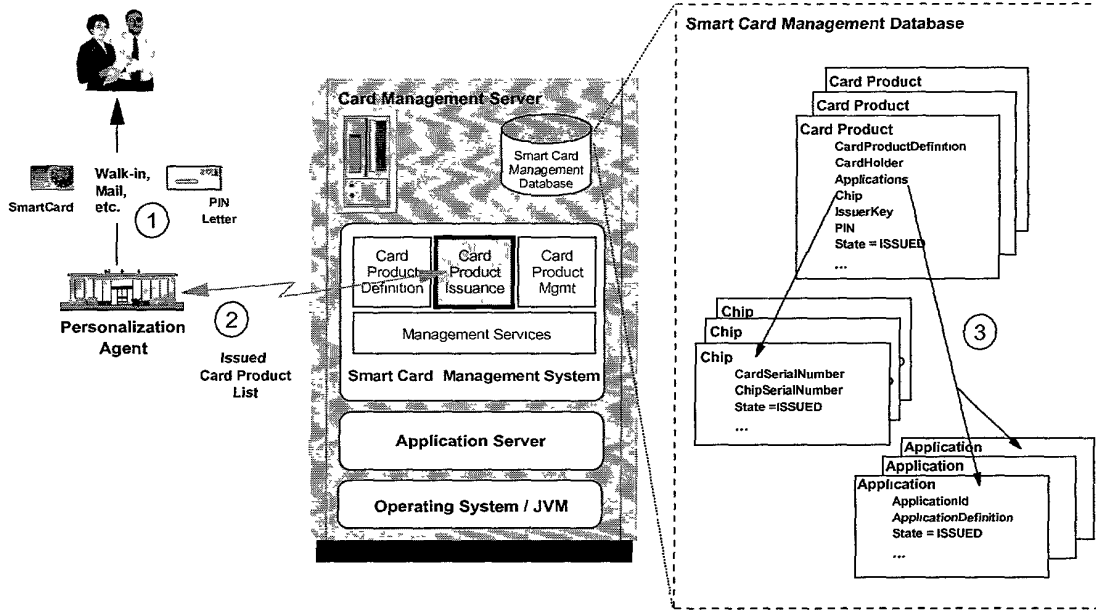 Smart Card Management Database
Card Management Server
Smart Card
Management
Database
Walk-in,
Mail,
etc.
1
SmartCard
PIN
Letter
Personalization
Agent
2
Issued
Card Product
List
Card
Product
Definition
Card
Product
Issuance
Card
Product
Mgmt
Management Services
Smart Card Management System
Application Server
Operating System / JVM
Card Product
Card Product
Card Product
CardProductDefinition
CardHolder
Applications
Chip
IssuerKey
PIN
State = ISSUED
...
Chip
Chip
Chip
CardSerialNumber
ChipSerialNumber
State =ISSUED
...
3
Application
Application
Application
ApplicationId
ApplicationDefinition
State = ISSUED
...